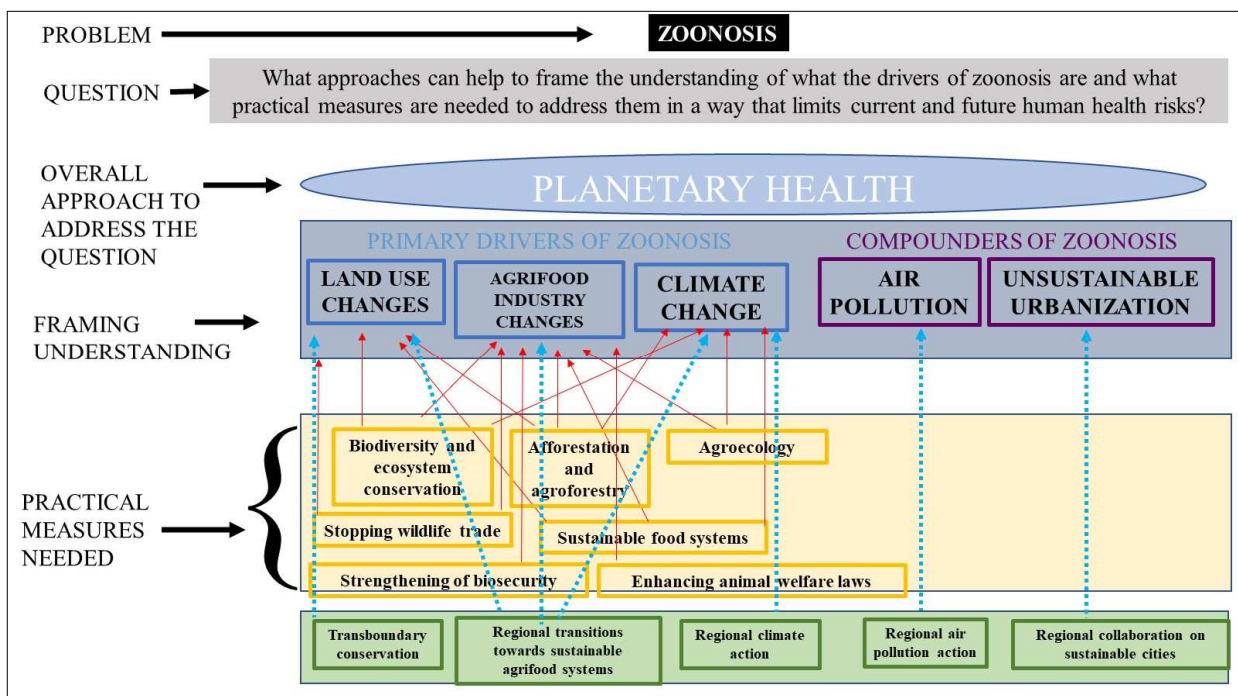 PROBLEM
ZOONOSIS
QUESTION
What approaches can help to frame the understanding of what the drivers of zoonosis are and what
practical measures are needed to address them in a way that limits current and future human health risks?
OVERALL
APPROACH TO
ADDRESS THE
QUESTION
PLANETARY HEALTH
FRAMING
UNDERSTANDING
PRIMARY DRIVERS OF ZOONOSIS
COMPOUNDERS OF ZOONOSIS
LAND USE
CHANGES
AGRIFOOD
INDUSTRY
CHANGES
CLIMATE
CHANGE
AIR
POLLUTION
UNSUSTAINABLE
URBANIZATION
PRACTICAL
MEASURES
NEEDED
Biodiversity and
ecosystem
conservation
Afforestation
and
agroforestry
Agroecology
Stopping wildlife trade
Sustainable food systems
Strengthening of biosecurity
Enhancing animal welfare laws
Transboundary
conservation
Regional transitions
towards sustainable
agrifood systems
Regional climate
action
Regional air
pollution action
Regional collaboration on
sustainable cities